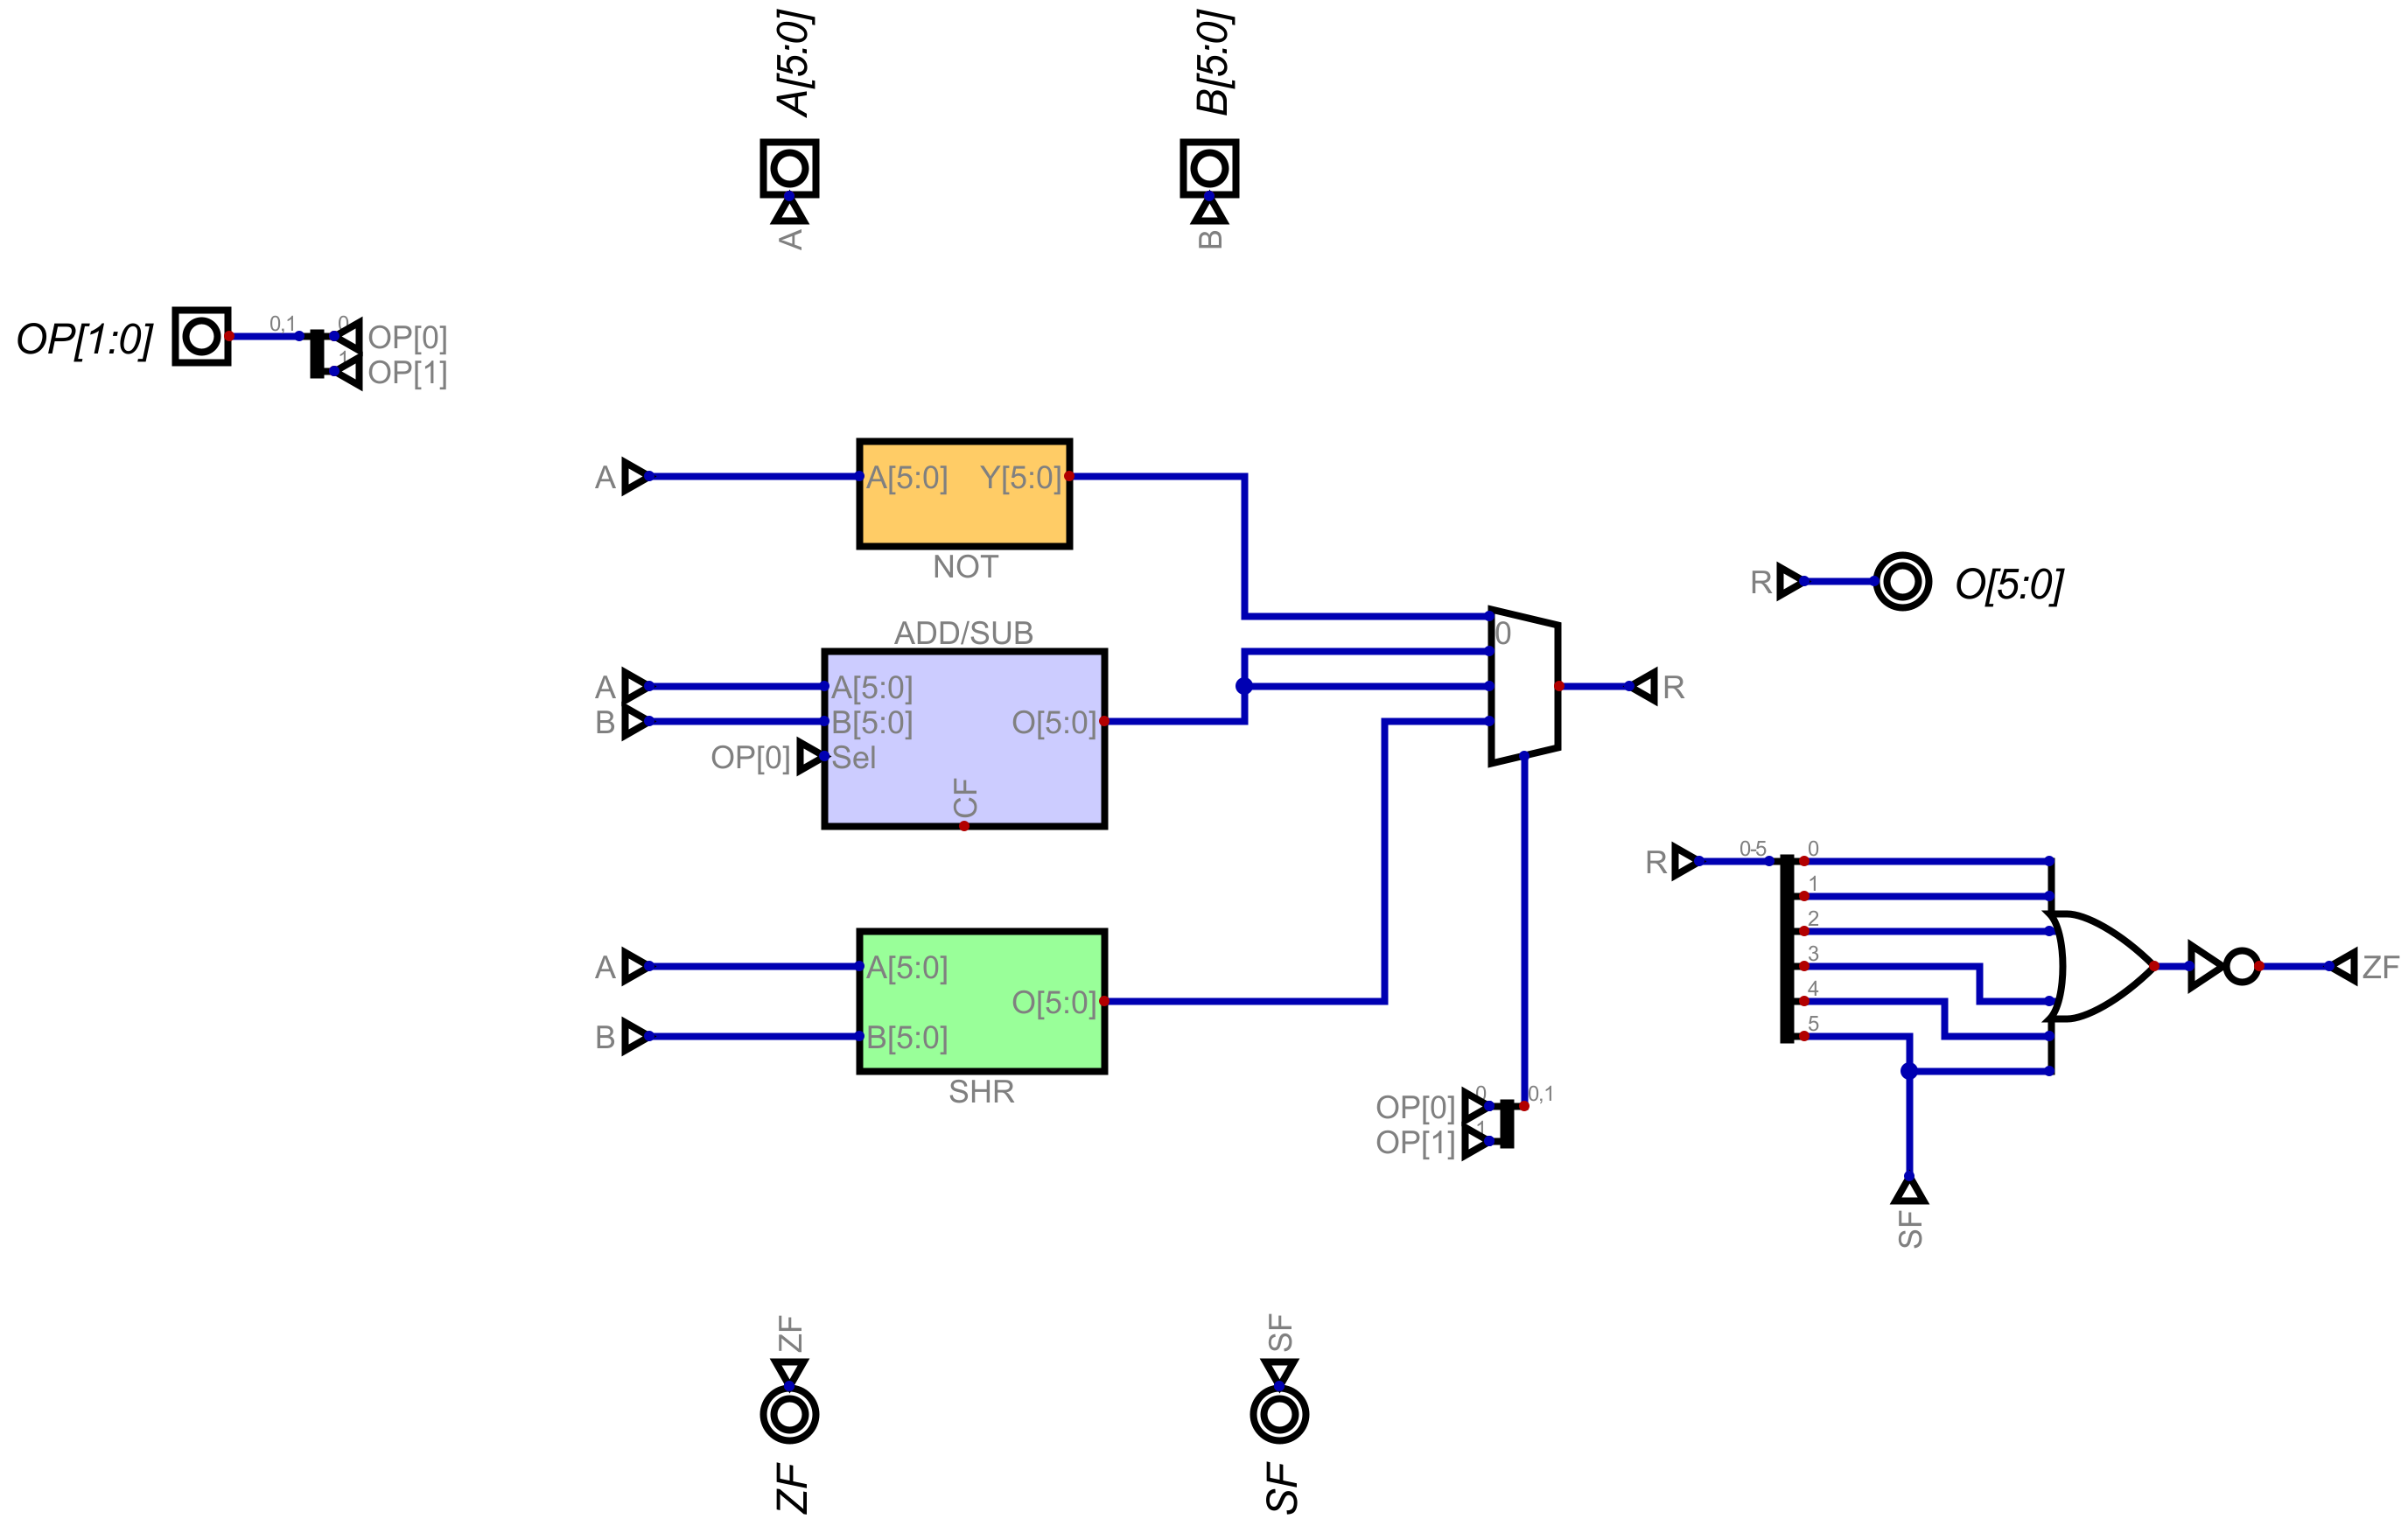 A[5:0]
B[5:0]
A
B
OP[1:0]
0,1
0
OP[0]
1
OP[1]
A
A[5:0]
Y[5:0]
NOT
R
O[5:0]
ADD/SUB
0
A
A[5:0]
R
B
B[5:0]
O[5:0]
OP[0]
Sel
CF
R
0-5
0
1
2
3
4
5
ZF
A
A[5:0]
O[5:0]
B
B[5:0]
SHR
OP[0]
0
0,1
OP[1]
1
SF
ZF
SF
ZF
SF